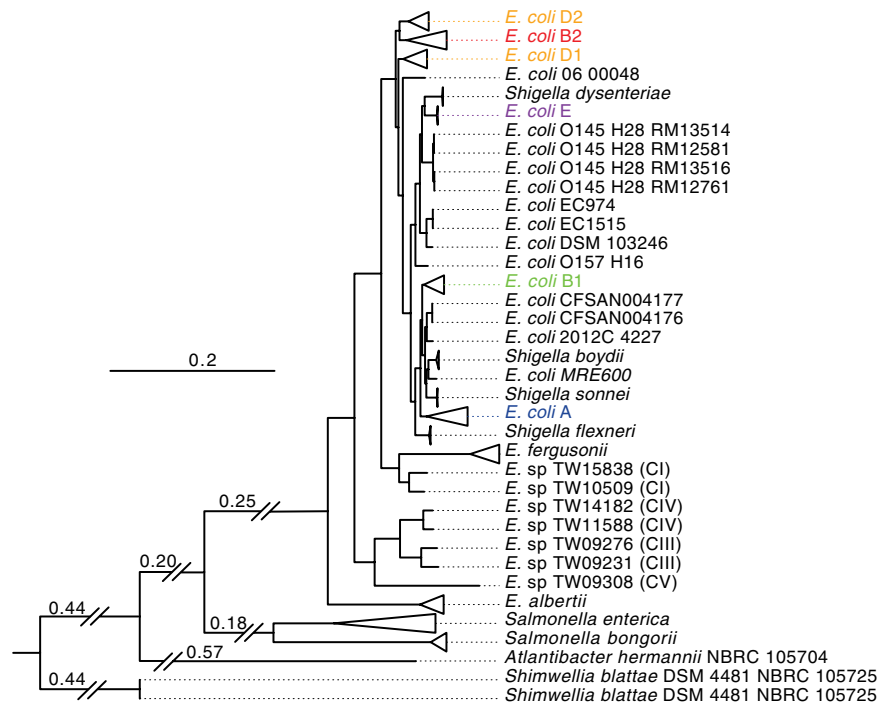 E. coli D2
E. coli B2
E. coli D1
E. coli 06 00048
Shigella dysenteriae
E. coli E
E. coli O145 H28 RM13514
E. coli O145 H28 RM12581
E. coli O145 H28 RM13516
E. coli O145 H28 RM12761
E. coli EC974
E. coli EC1515
E. coli DSM 103246
E. coli O157 H16
E. coli B1
E. coli CFSAN004177
E. coli CFSAN004176
E. coli 2012C 4227
0.2
Shigella boydii
E. coli MRE600
Shigella sonnei
E. coli A
Shigella flexneri
E. fergusonii
E. sp TW15838 (CI)
E. sp TW10509 (CI)
0.25
E. sp TW14182 (CIV)
E. sp TW11588 (CIV)
E. sp TW09276 (CIII)
0.20
E. sp TW09231 (CIII)
E. sp TW09308 (CV)
E. albertii
0.44
0.18
Salmonella enterica
Salmonella bongorii
0.57
Atlantibacter hermannii NBRC 105704
0.44
Shimwellia blattae DSM 4481 NBRC 105725
Shimwellia blattae DSM 4481 NBRC 105725